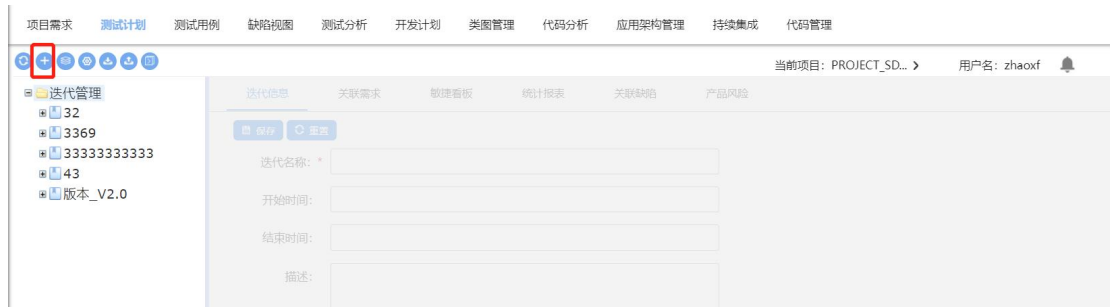 项目需求 测试计划 测试用例 缺陷视图 测试分析 开发计划 类图管理 代码分析 应用架构管理 持续集成 代码管理
当前项目：PROJECT_SD... 用户名：zhaoxf
迭代管理
32
3369
33333333333
43
版本_V2.0
迭代信息 关联需求 敏捷看板 统计报表 关联缺陷 产品风险
保存 重置
迭代名称：*
开始时间：
结束时间：
描述：